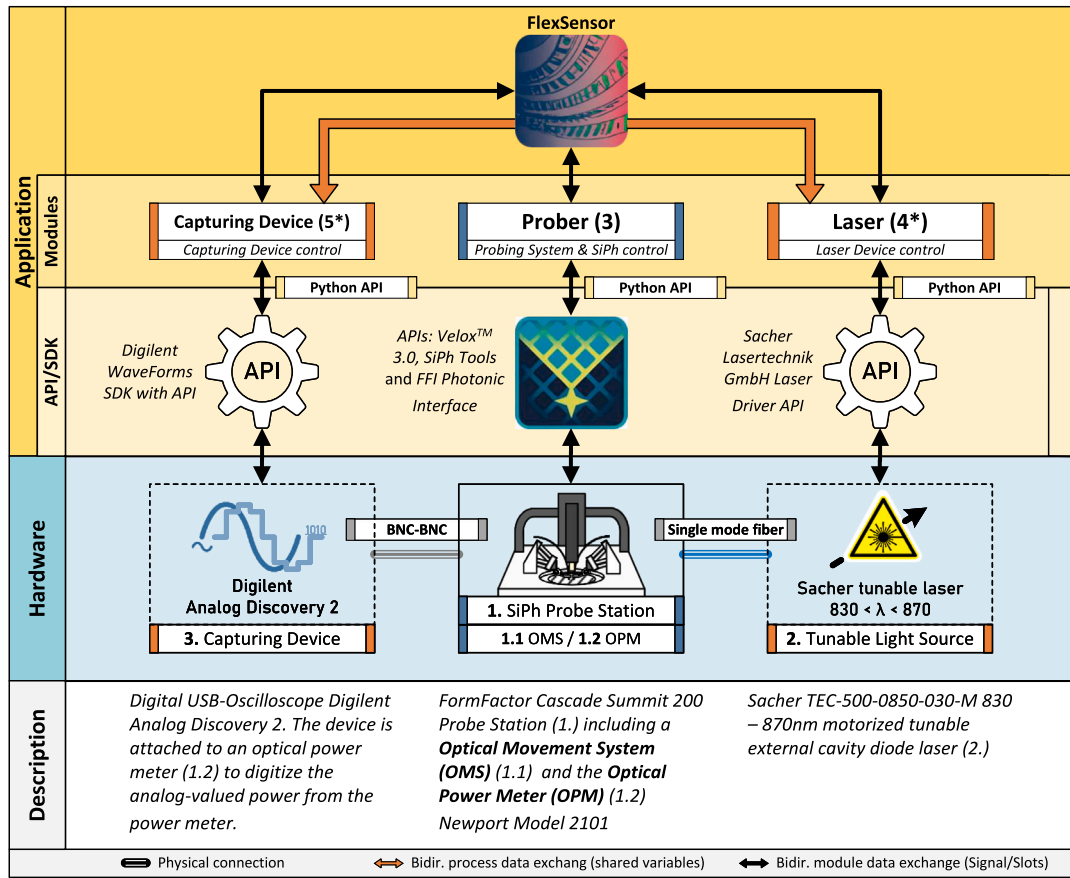 FlexSensor
Application
Modules
Capturing Device (5*)
Capturing Device control
Prober (3)
Probing System & SiPh control
Laser (4*)
Laser Device control
Python API
Python API
Python API
API/SDK
Digilent
WaveForms
SDK with API
API
APIs: Velox™
3.0, SiPh Tools
and FFI Photonic
Interface
Sacher
Lasertechnik
GmbH Laser
Driver API
API
Hardware
1010
Digilent
Analog Discovery 2
3. Capturing Device
BNC-BNC
1. SiPh Probe Station
1.1 OMS / 1.2 OPM
Single mode fiber
Sacher tunable laser
830 < λ < 870
2. Tunable Light Source
Description
Digital USB-Oscilloscope Digilent
Analog Discovery 2. The device is
attached to an optical power
meter (1.2) to digitize the
analog-valued power from the
power meter.
FormFactor Cascade Summit 200
Probe Station (1.) including a
Optical Movement System
(OMS) (1.1) and the Optical
Power Meter (OPM) (1.2)
Newport Model 2101
Sacher TEC-500-0850-030-M 830
– 870nm motorized tunable
external cavity diode laser (2.)
Physical connection
Bidir. process data exchang (shared variables)
Bidir. module data exchange (Signal/Slots)